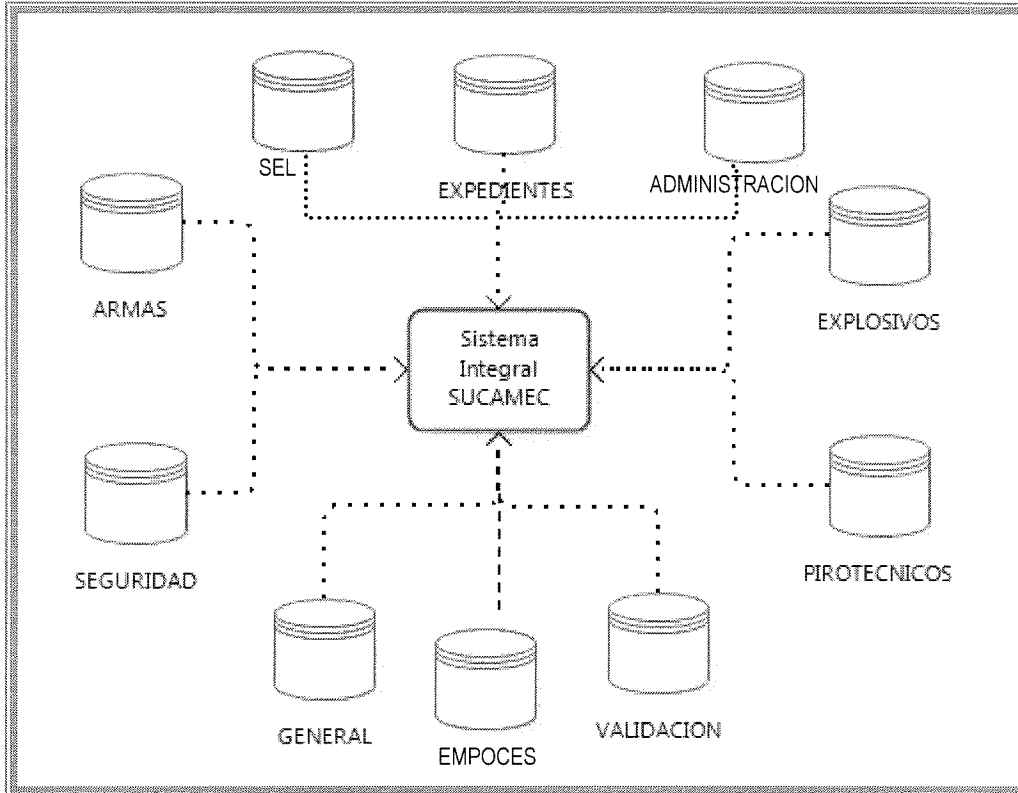 SEL
EXPEDIENTES
ADMINISTRACION
ARMAS
EXPLOSIVOS
Sistema
Integral
SUCAMEC
SEGURIDAD
PIROTECNICOS
GENERAL
EMPOCES
VALIDACION